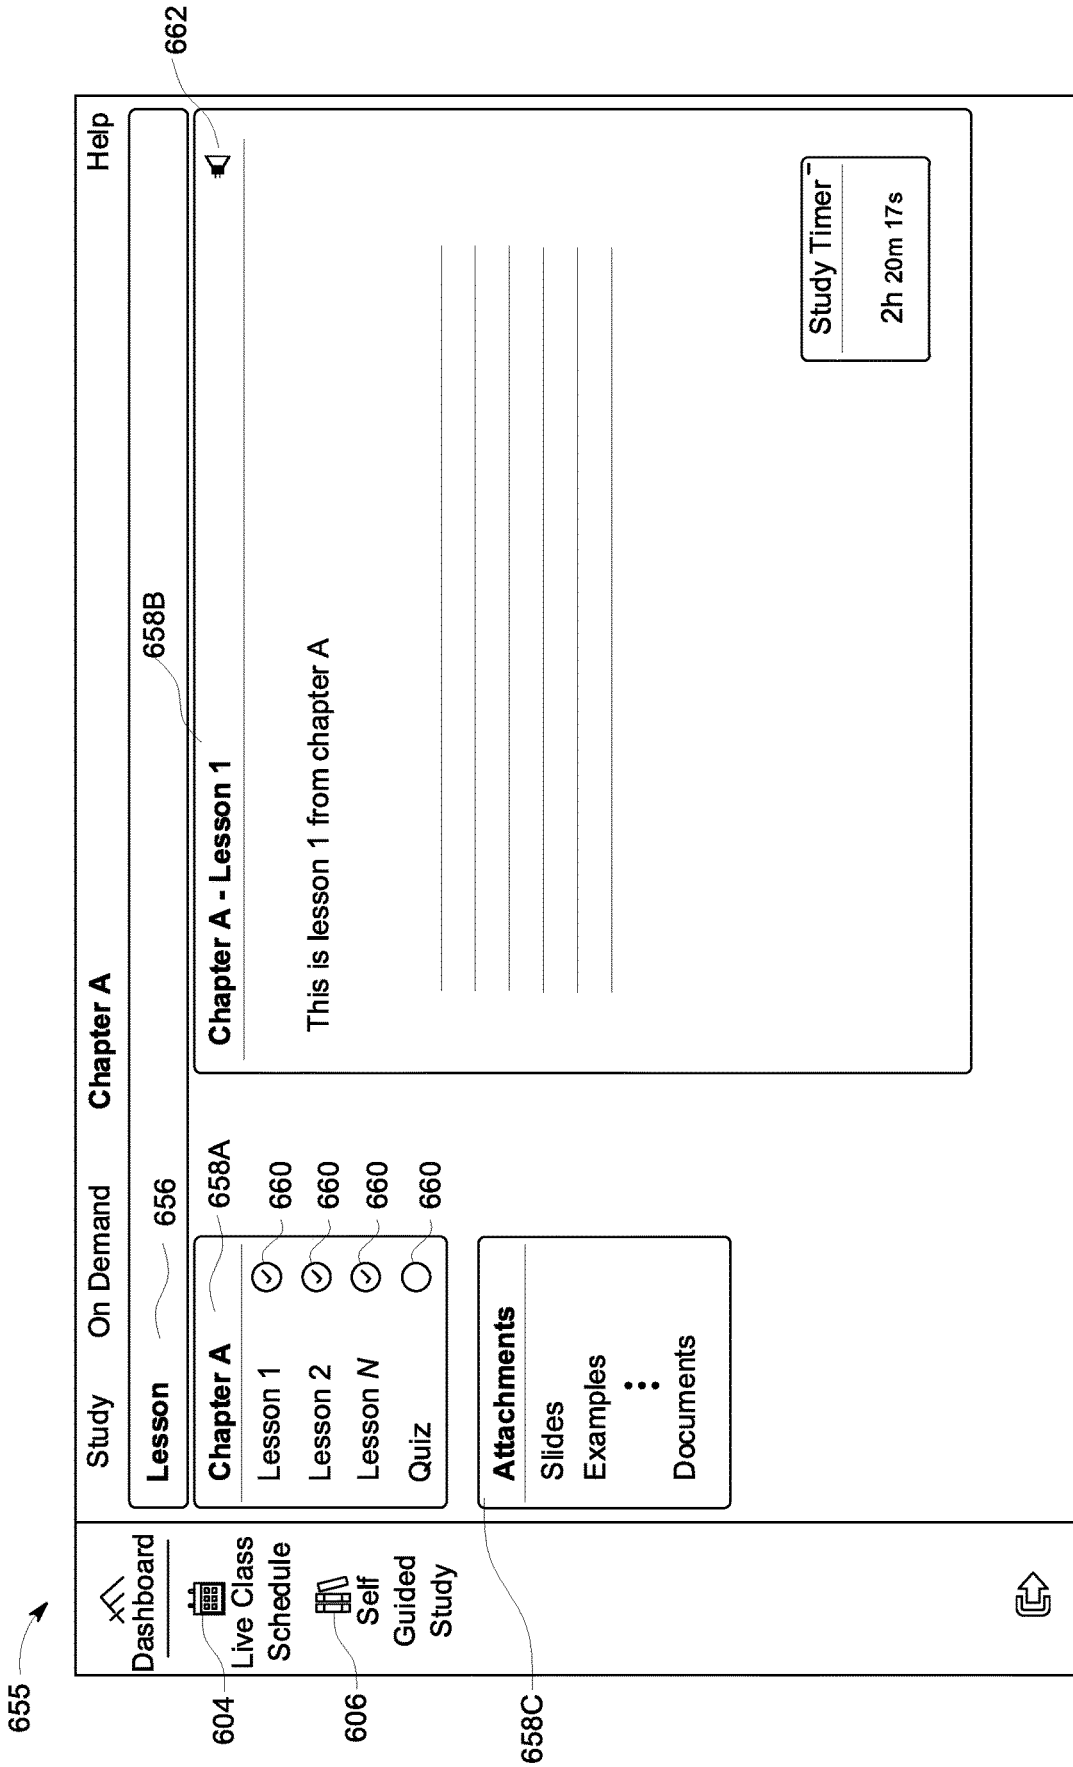 655
662
Study On Demand Chapter A Help
Dashboard
Lesson
656
658B
604
Live Class
Schedule
606
Self
Guided
Study
Chapter A
658A
Lesson 1
660
Lesson 2
660
Lesson N
660
Quiz
660
Chapter A - Lesson 1
This is lesson 1 from chapter A
658C
Attachments
Slides
Examples
Documents
Study Timer
2h 20m 17s